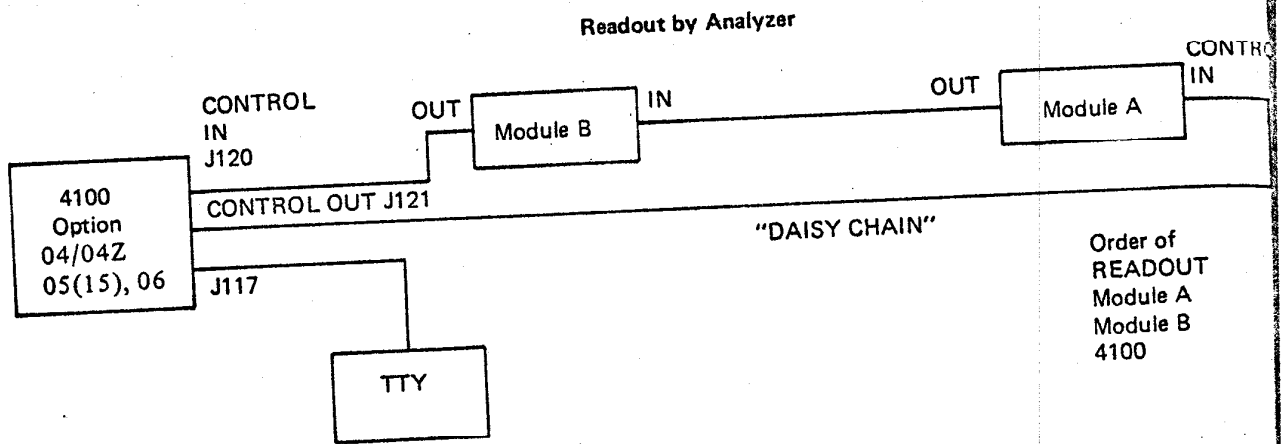 Readout by Analyzer
CONTROL
IN
J120
OUT
Module B
IN
OUT
Module A
IN
4100
Option
04/04Z
05(15), 06
CONTROL OUT J121
"DAISY CHAIN"
J117
TTY
Order of
READOUT
Module A
Module B
4100